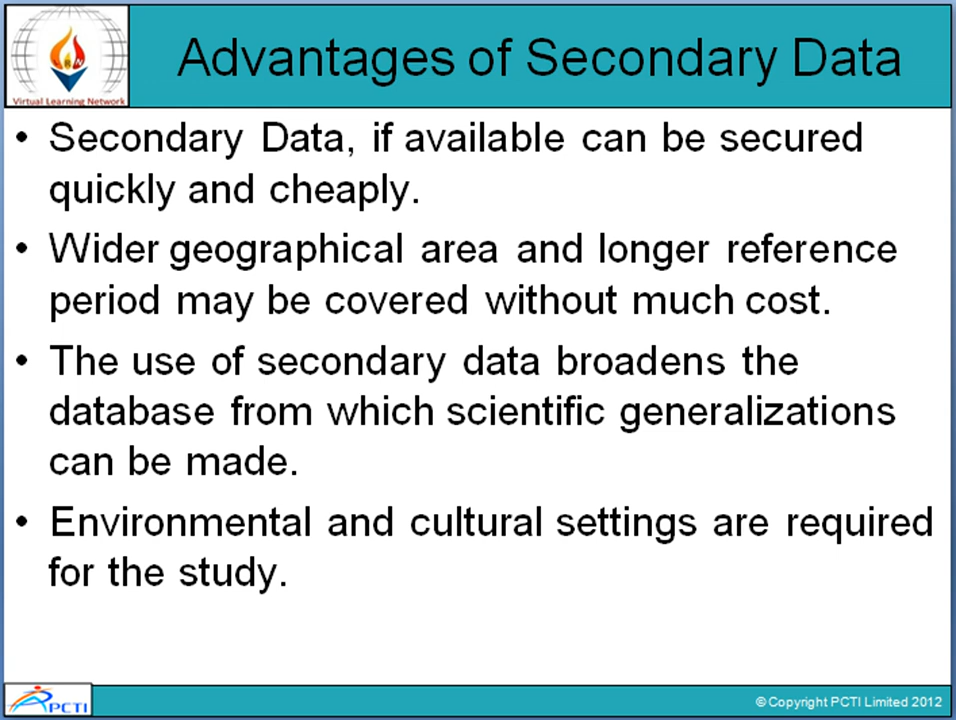 Virtual Learning Network
Advantages of Secondary Data
• Secondary Data, if available can be secured
quickly and cheaply.
• Wider geographical area and longer reference
period may be covered without much cost.
• The use of secondary data broadens the
database from which scientific generalizations
can be made.
• Environmental and cultural settings are required
for the study.
PCTI
© Copyright PCTI Limited 2012